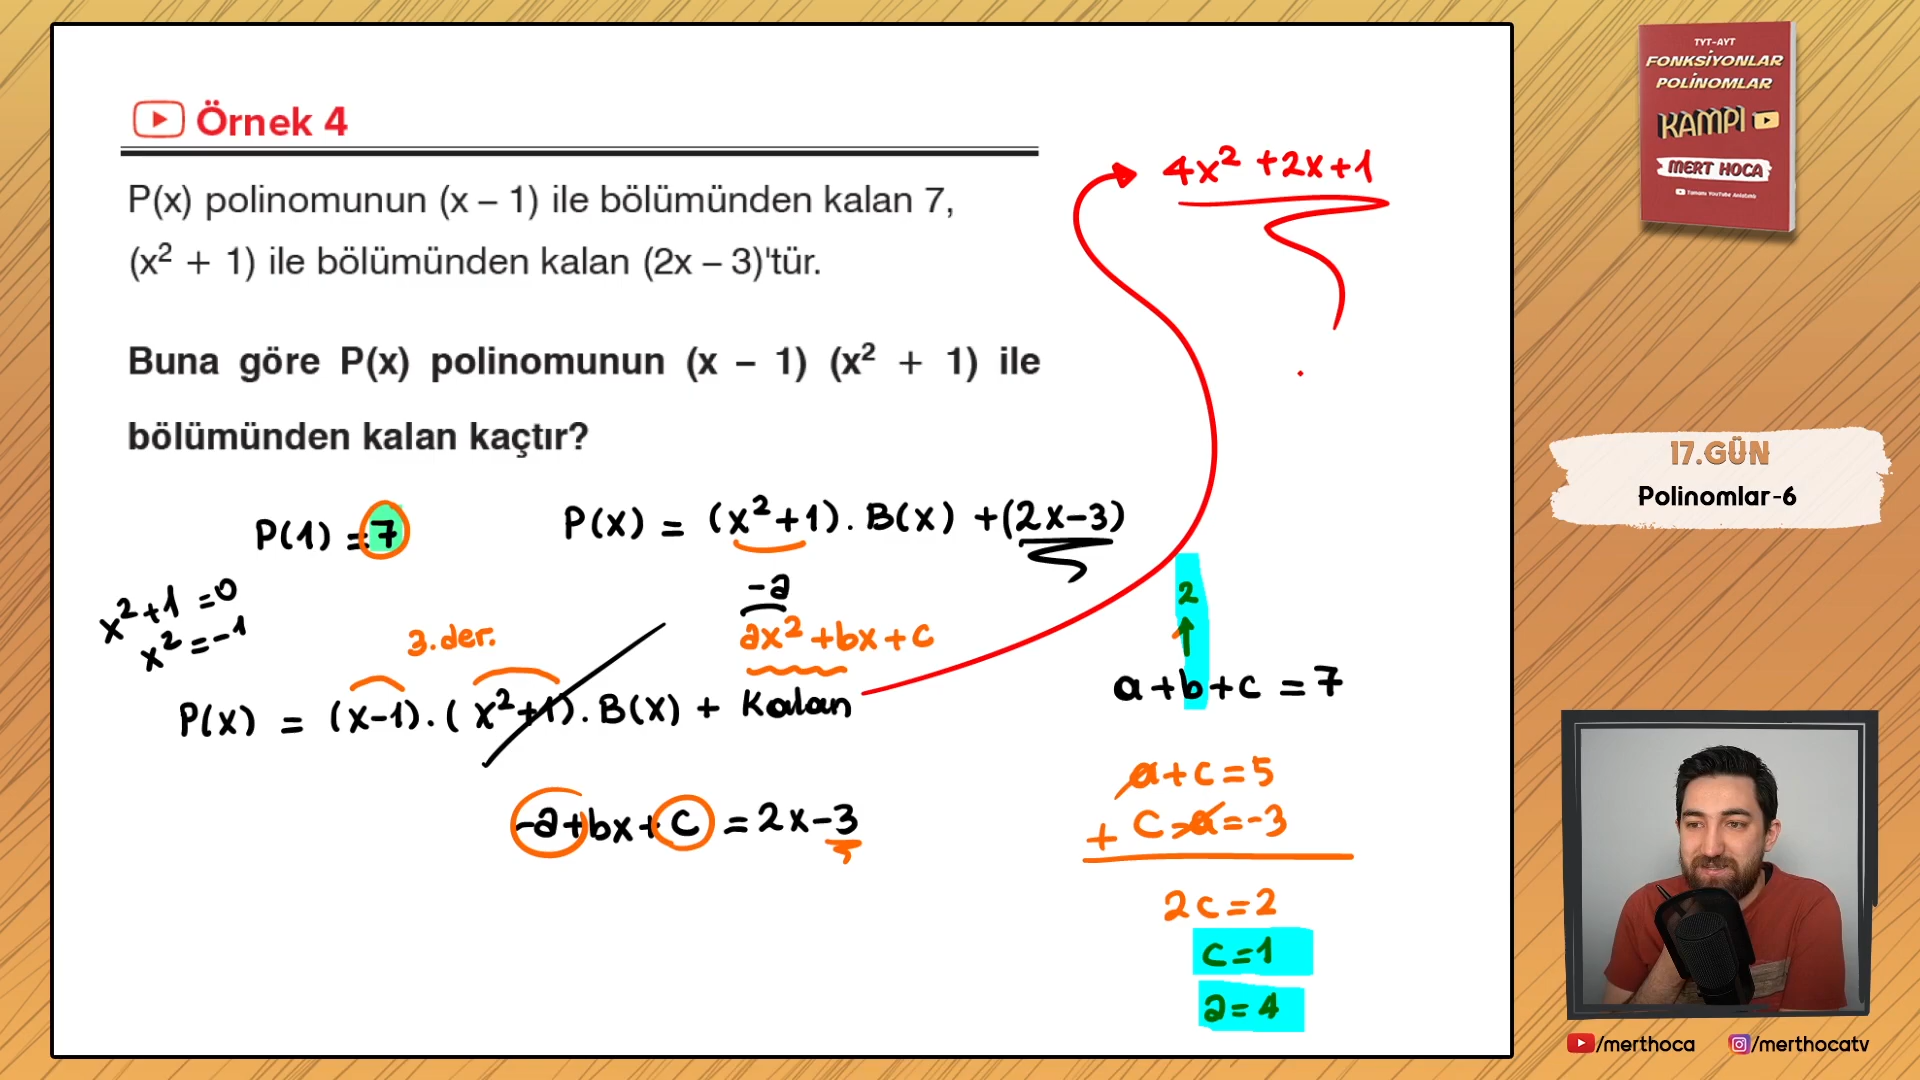 Örnek 4
P(x) polinomunun (x – 1) ile bölümünden kalan 7,
(x² + 1) ile bölümünden kalan (2x – 3)'tür.
Buna göre P(x) polinomunun (x – 1) (x² + 1) ile
bölümünden kalan kaçtır?
4x² +2x+1
P(1) = 7
P(x) = (x²+1). B(x) +(2x-3)
x²+1 =0
x² =-1
3.der.
-a
ax² +bx+c
P(x) = (x-1).( x²+1). B(x) + Kalan
-a+bx+c = 2x-3
2
a+b+c =7
a+c=5
+ c-a=-3
2c=2
c=1
a=4
TYT-AYT
FONKSİYONLAR
POLİNOMLAR
KAMPI
MERT HOCA
Tamamı YouTube Anlatımlı
17.GÜN
Polinomlar-6
/merthoca
/merthocatv